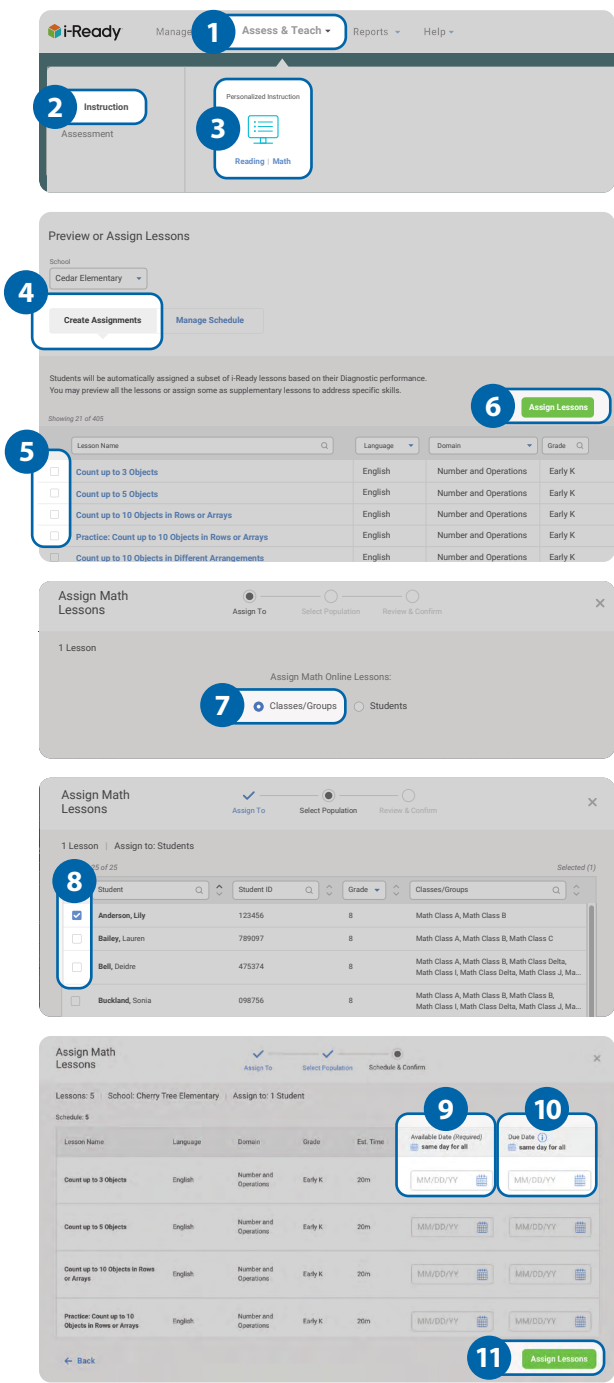 i-Ready
Manage
1
Assess & Teach
Reports
Help
2
Instruction
Assessment
Personalized Instruction
3
Reading | Math
Preview or Assign Lessons
School
Cedar Elementary
4
Create Assignments
Manage Schedule
Students will be automatically assigned a subset of i-Ready lessons based on their Diagnostic performance.
You may preview all the lessons or assign some as supplementary lessons to address specific skills.
6
Assign Lessons
Showing 21 of 405
5
Lesson Name Language Domain Grade
Count up to 3 Objects English Number and Operations Early K
Count up to 5 Objects English Number and Operations Early K
Count up to 10 Objects in Rows or Arrays English Number and Operations Early K
Practice: Count up to 10 Objects in Rows or Arrays English Number and Operations Early K
Count up to 10 Objects in Different Arrangements English Number and Operations Early K
Assign Math
Lessons
Assign To Select Population Review & Confirm
×
1 Lesson
Assign Math Online Lessons:
7
Classes/Groups Students
Assign Math
Lessons
Assign To Select Population Review & Confirm
×
1 Lesson | Assign to: Students
25 of 25 Selected (1)
8
Student Student ID Grade Classes/Groups
Anderson, Lily 123456 8 Math Class A, Math Class B
Bailey, Lauren 789097 8 Math Class A, Math Class B, Math Class C
Bell, Deidre 475374 8 Math Class A, Math Class B, Math Class Delta,
Math Class I, Math Class Delta, Math Class J, Ma...
Buckland, Sonia 098756 8 Math Class A, Math Class B, Math Class B,
Math Class I, Math Class Delta, Math Class J, Ma...
Assign Math
Lessons
Assign To Select Population Schedule & Confirm
×
Lessons: 5 | School: Cherry Tree Elementary | Assign to: 1 Student
Schedule: 5
9
10
Lesson Name Language Domain Grade Est. Time
Available Date (Required)
same day for all
Due Date
same day for all
Count up to 3 Objects English Number and
Operations Early K 20m MM/DD/YY MM/DD/YY
Count up to 5 Objects English Number and
Operations Early K 20m MM/DD/YY MM/DD/YY
Count up to 10 Objects in Rows
or Arrays English Number and
Operations Early K 20m MM/DD/YY MM/DD/YY
Practice: Count up to 10
Objects in Rows or Arrays English Number and
Operations Early K 20m MM/DD/YY MM/DD/YY
← Back
11
Assign Lessons